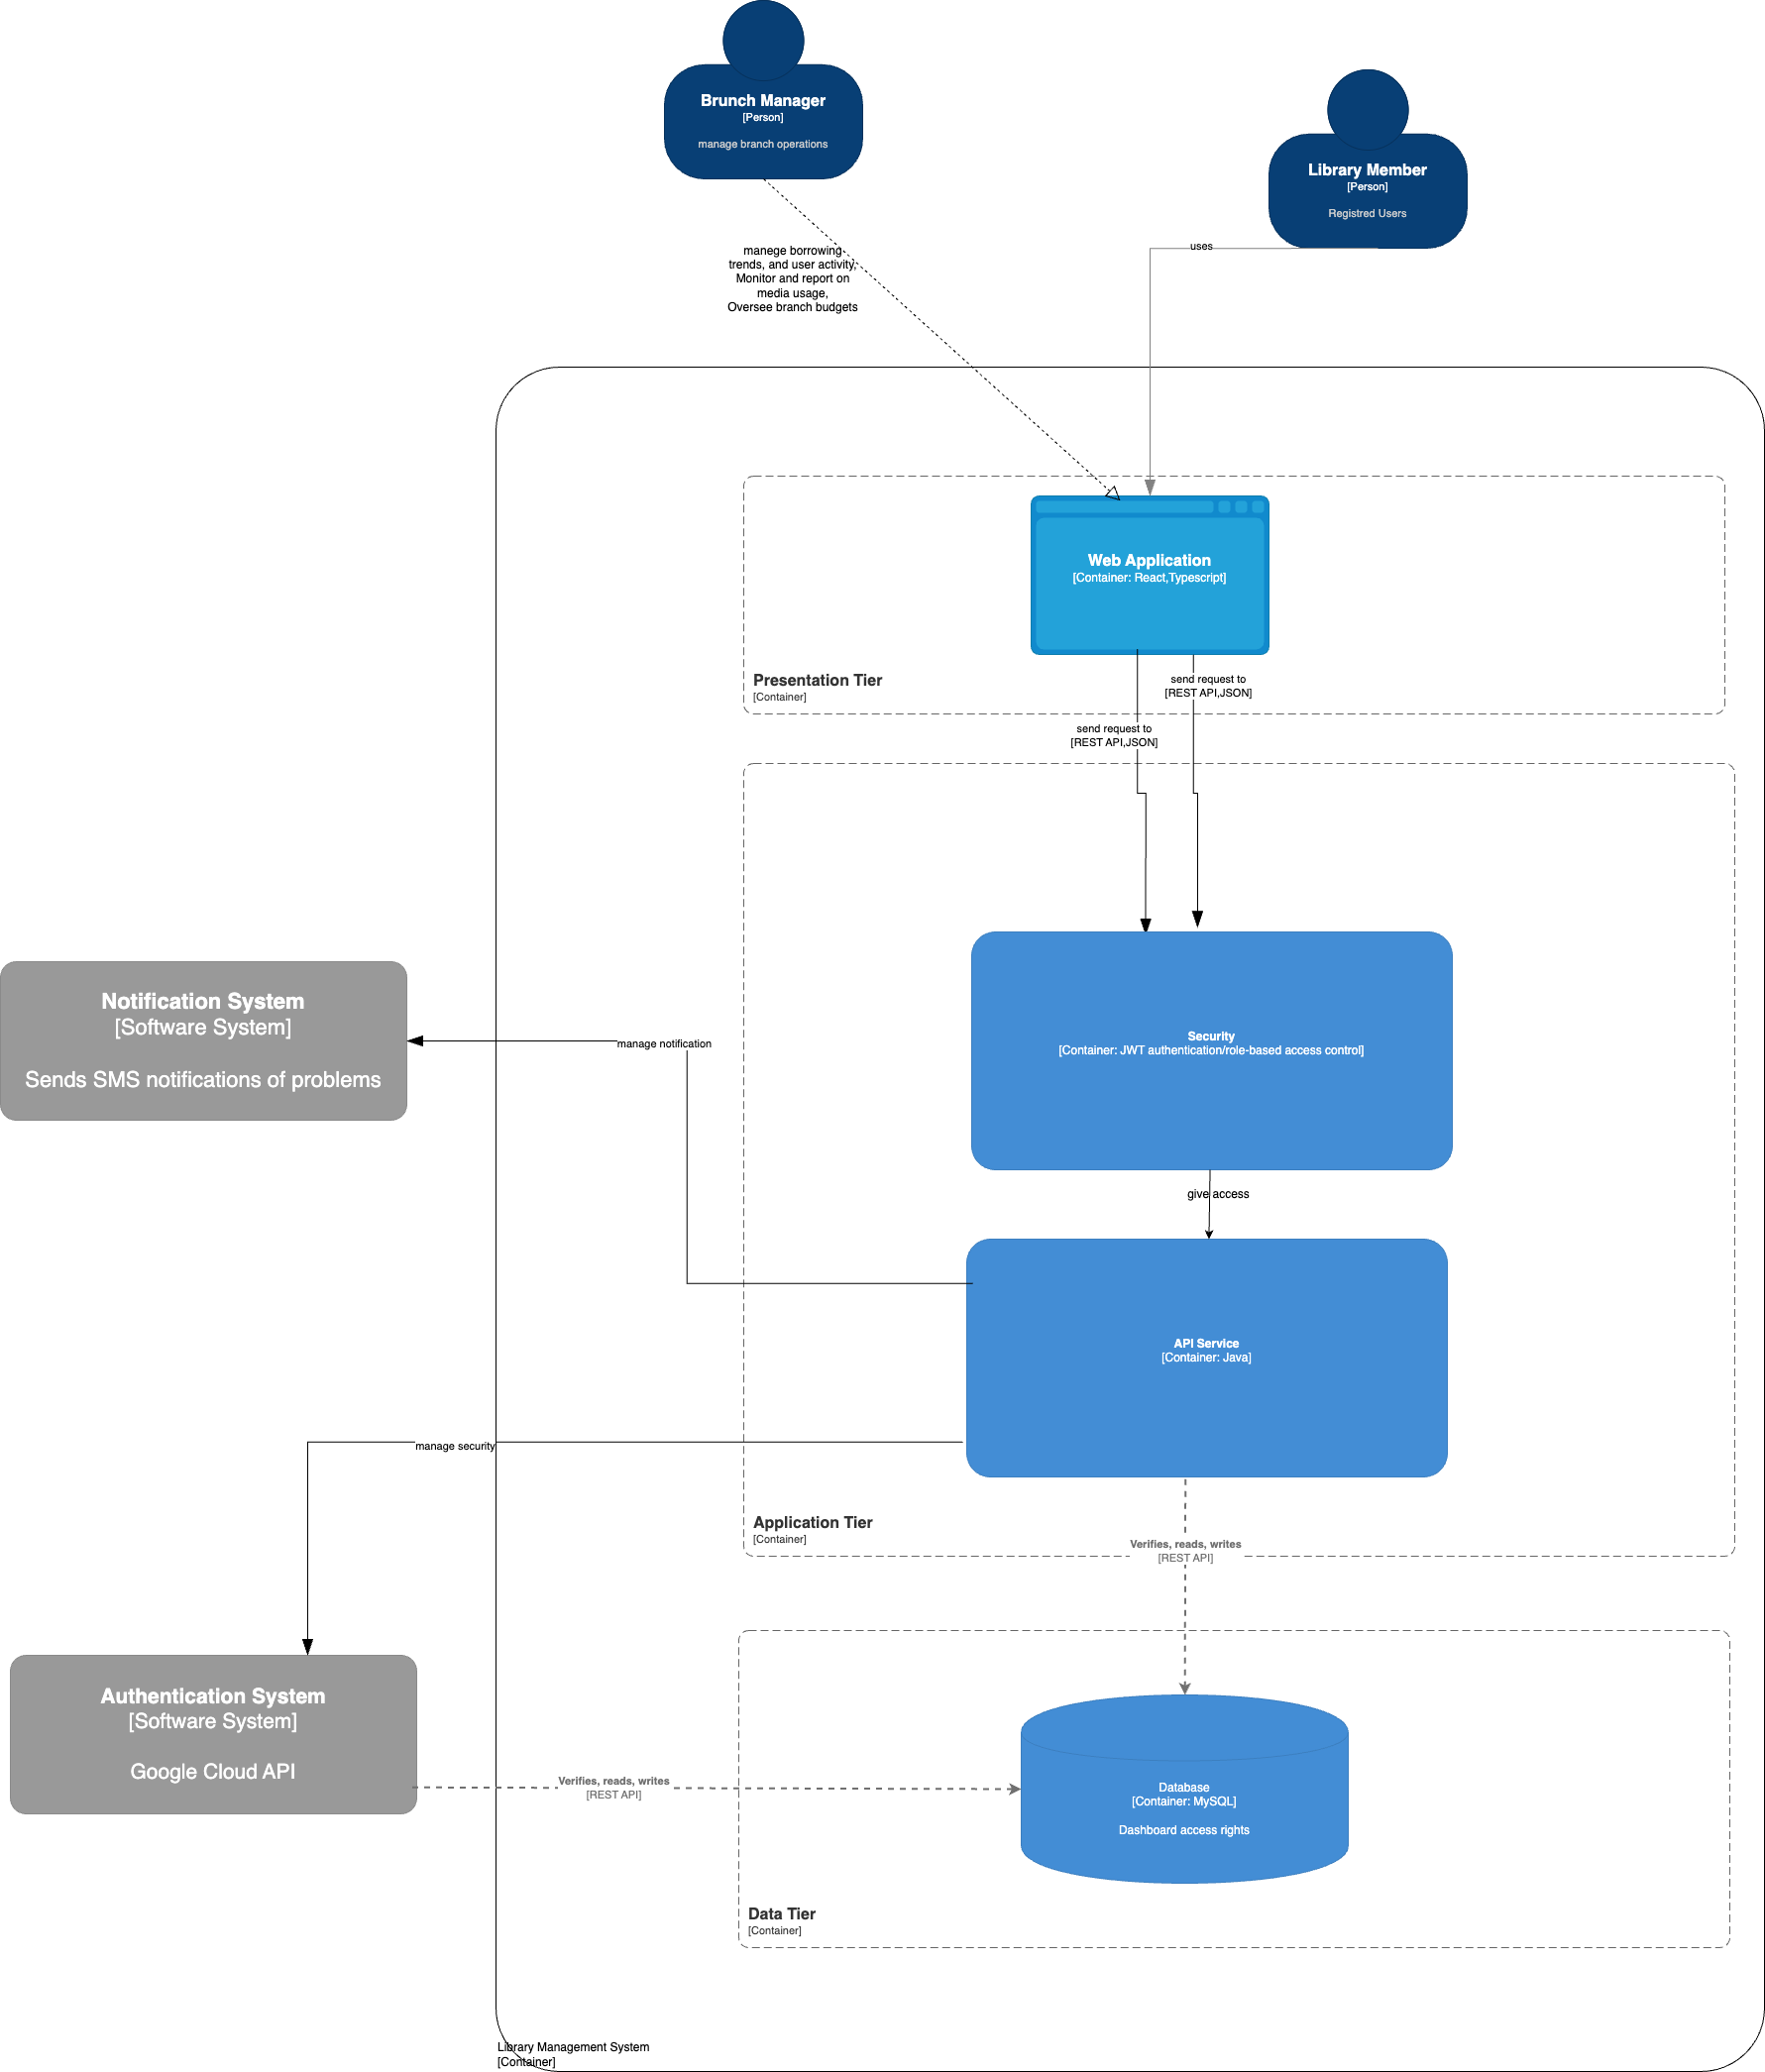 Brunch Manager
[Person]
manage branch operations
Library Member
[Person]
Registred Users
manege borrowing
trends, and user activity,
Monitor and report on
media usage,
Oversee branch budgets
uses
Web Application
[Container: React,Typescript]
Presentation Tier
[Container]
send request to
[REST API,JSON]
send request to
[REST API,JSON]
Security
[Container: JWT authentication/role-based access control]
Notification System
[Software System]
Sends SMS notifications of problems
manage notification
give access
API Service
[Container: Java]
manage security
Application Tier
[Container]
Verifies, reads, writes
[REST API]
Authentication System
[Software System]
Google Cloud API
Verifies, reads, writes
[REST API]
Database
[Container: MySQL]
Dashboard access rights
Data Tier
[Container]
Library Management System
[Container]